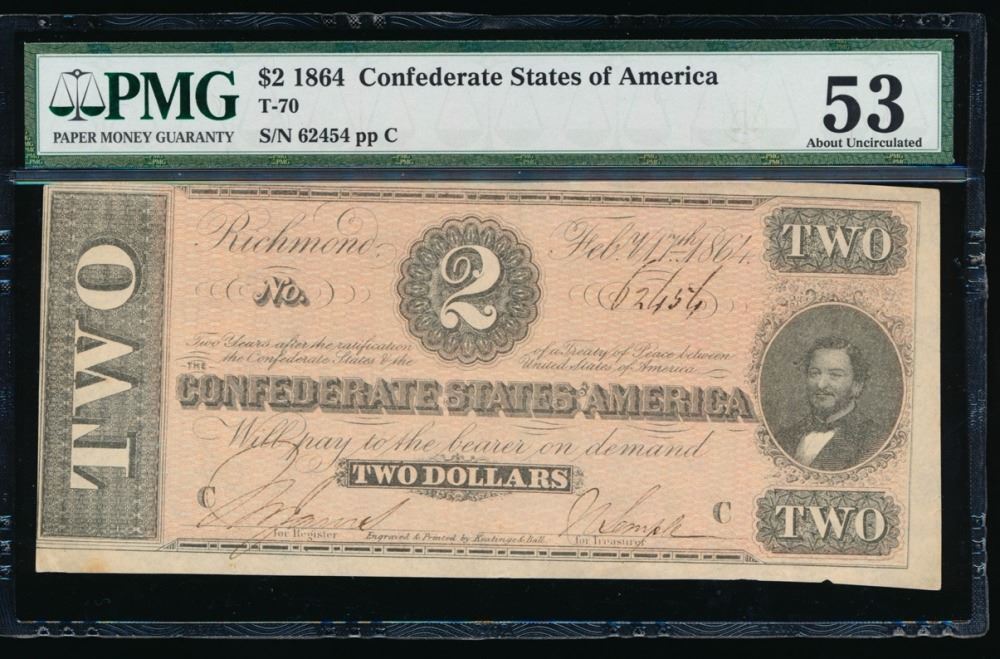 $2 1864 Confederate States of America
T-70
S/N 62454 pp C
PMG
PAPER MONEY GUARANTY
53
About Uncirculated
TWO
Richmond Feb.y 17th 1864
TWO
2
No. 62454
Two Years after the ratification of a Treaty of Peace between
the Confederate States & the United States of America
THE
CONFEDERATE STATES OF AMERICA
Will pay to the bearer on demand
TWO DOLLARS
C C
for Register Engraved & Printed by Keatinge & Ball. for Treasurer
TWO